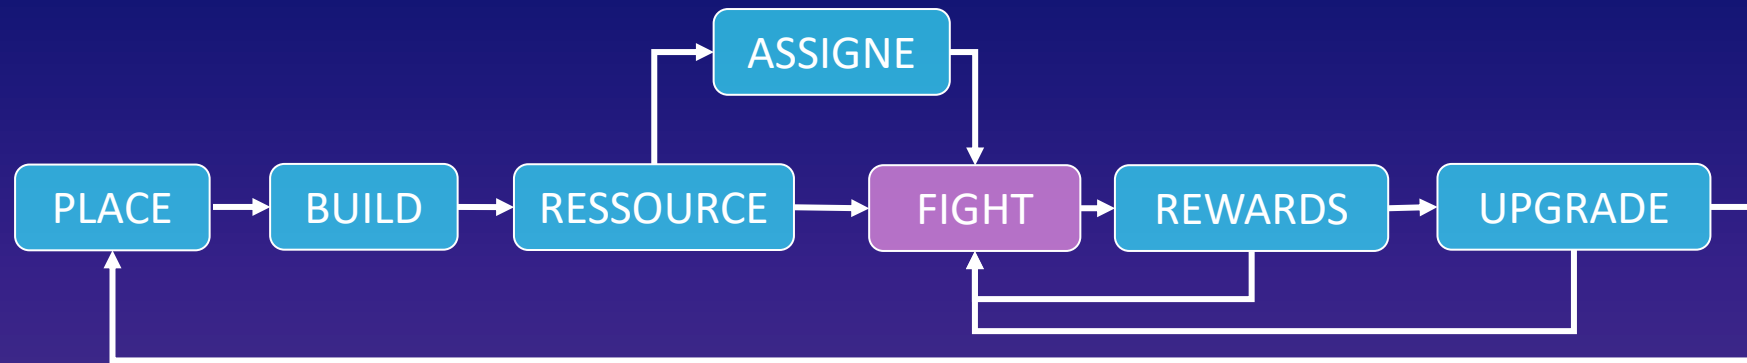 ASSIGNE
PLACE
BUILD
RESSOURCE
FIGHT
REWARDS
UPGRADE